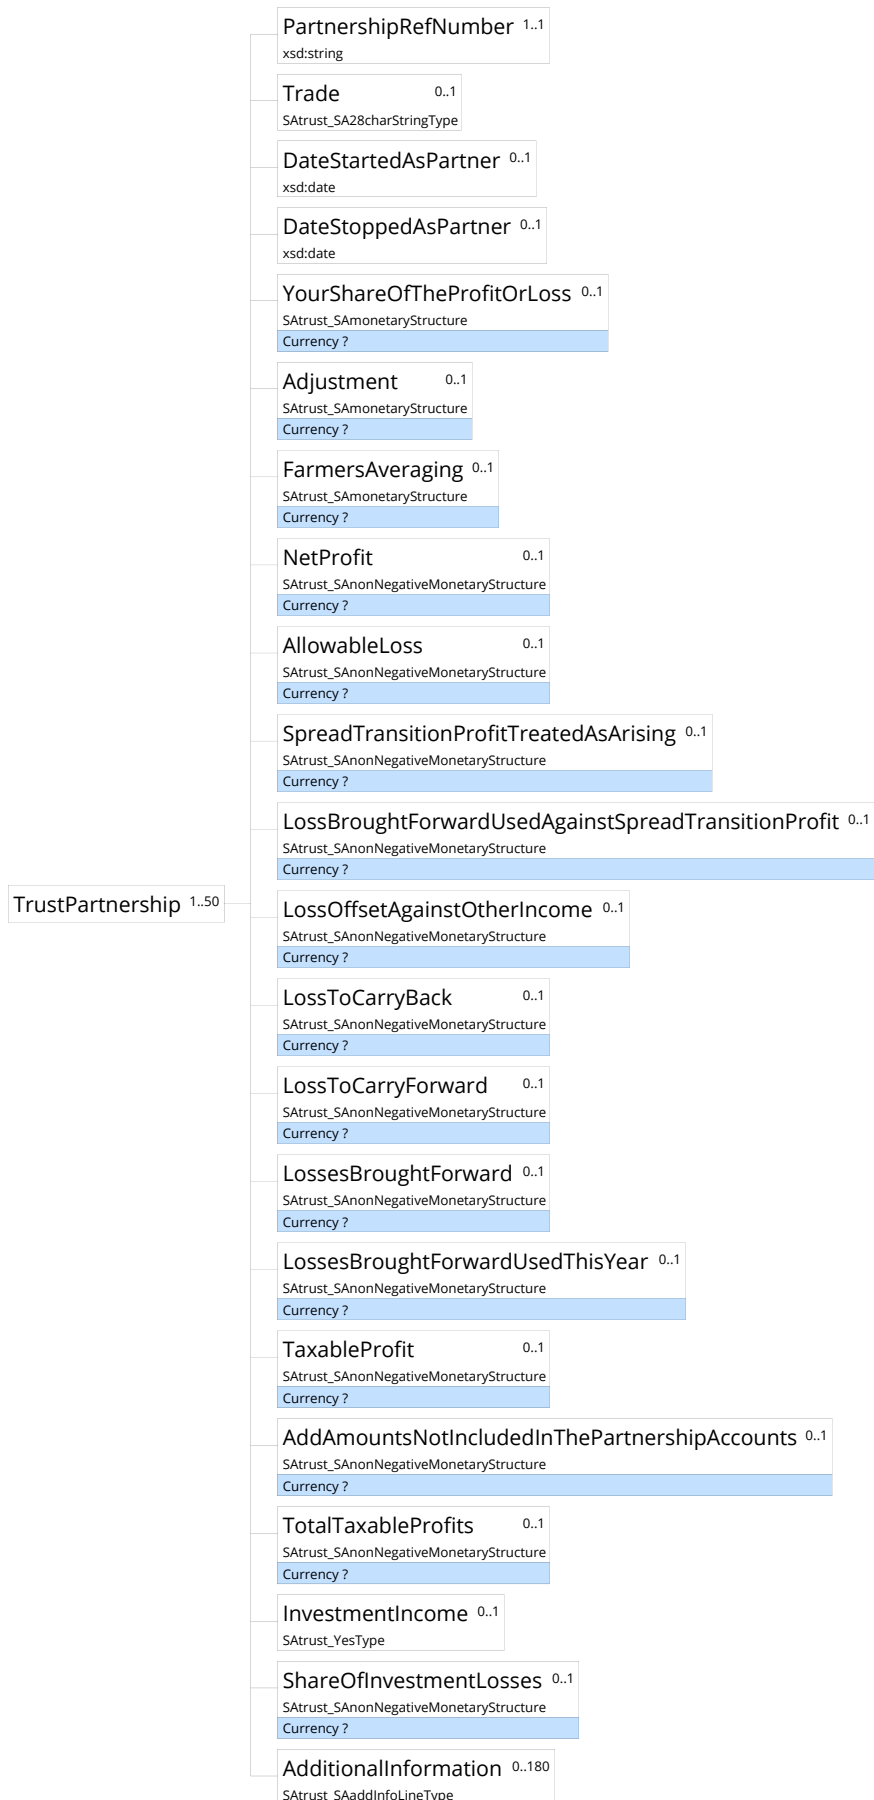 PartnershipRefNumber 1..1
xsd:string
Trade 0..1
SAtrust_SA28charStringType
DateStartedAsPartner 0..1
xsd:date
DateStoppedAsPartner 0..1
xsd:date
YourShareOfTheProfitOrLoss 0..1
SAtrust_SAmonetaryStructure
Currency ?
Adjustment 0..1
SAtrust_SAmonetaryStructure
Currency ?
FarmersAveraging 0..1
SAtrust_SAmonetaryStructure
Currency ?
NetProfit 0..1
SAtrust_SAnonNegativeMonetaryStructure
Currency ?
AllowableLoss 0..1
SAtrust_SAnonNegativeMonetaryStructure
Currency ?
SpreadTransitionProfitTreatedAsArising 0..1
SAtrust_SAnonNegativeMonetaryStructure
Currency ?
LossBroughtForwardUsedAgainstSpreadTransitionProfit 0..1
SAtrust_SAnonNegativeMonetaryStructure
Currency ?
TrustPartnership 1..50
LossOffsetAgainstOtherIncome 0..1
SAtrust_SAnonNegativeMonetaryStructure
Currency ?
LossToCarryBack 0..1
SAtrust_SAnonNegativeMonetaryStructure
Currency ?
LossToCarryForward 0..1
SAtrust_SAnonNegativeMonetaryStructure
Currency ?
LossesBroughtForward 0..1
SAtrust_SAnonNegativeMonetaryStructure
Currency ?
LossesBroughtForwardUsedThisYear 0..1
SAtrust_SAnonNegativeMonetaryStructure
Currency ?
TaxableProfit 0..1
SAtrust_SAnonNegativeMonetaryStructure
Currency ?
AddAmountsNotIncludedInThePartnershipAccounts 0..1
SAtrust_SAnonNegativeMonetaryStructure
Currency ?
TotalTaxableProfits 0..1
SAtrust_SAnonNegativeMonetaryStructure
Currency ?
InvestmentIncome 0..1
SAtrust_YesType
ShareOfInvestmentLosses 0..1
SAtrust_SAnonNegativeMonetaryStructure
Currency ?
AdditionalInformation 0..180
SAtrust_SAaddInfoLineType